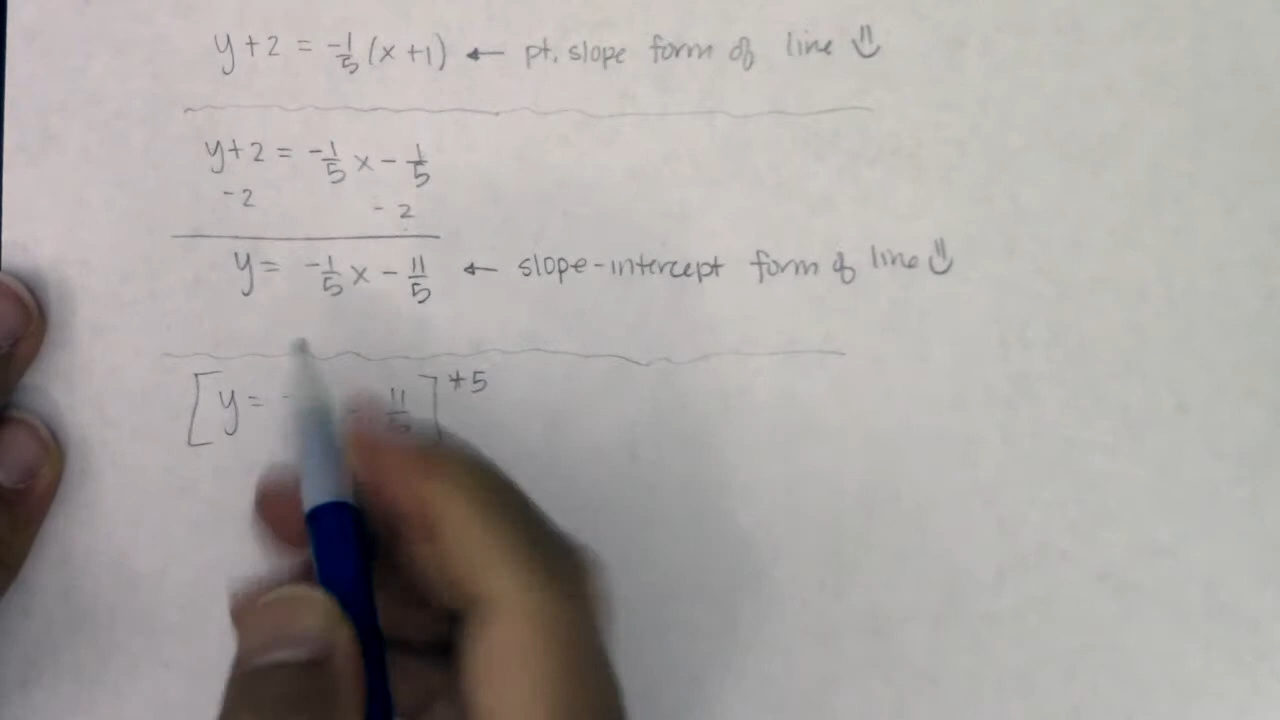 y+2 = -1/5 (x+1) ← pt. slope form of line
y+2 = -1/5 x - 1/5
-2 - 2
y = -1/5 x - 11/5 ← slope-intercept form of line
[y = - - 11/5] *5